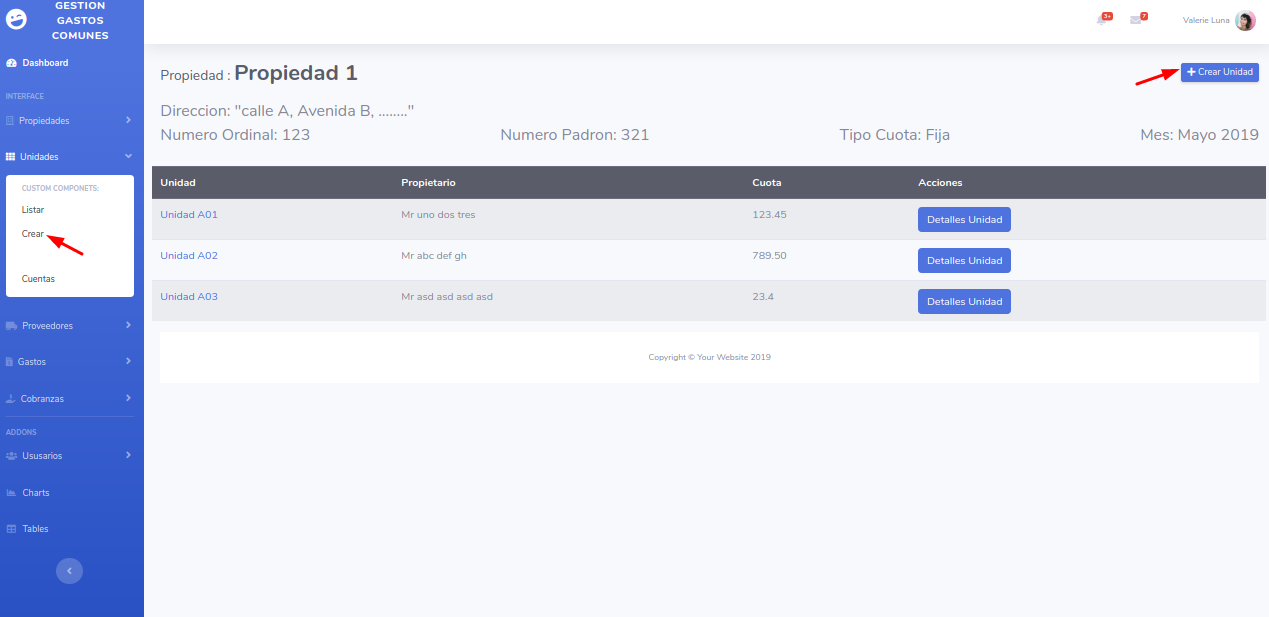 GESTION
GASTOS
COMUNES
Dashboard
INTERFACE
Propiedades
Unidades
CUSTOM COMPONETS:
Listar
Crear
Cuentas
Proveedores
Gastos
Cobranzas
ADDONS
Ususarios
Charts
Tables
3+
7
Valerie Luna
Propiedad : Propiedad 1
Crear Unidad
Direccion: "calle A, Avenida B, ........"
Numero Ordinal: 123 Numero Padron: 321 Tipo Cuota: Fija Mes: Mayo 2019
Unidad Propietario Cuota Acciones
Unidad A01 Mr uno dos tres 123.45 Detalles Unidad
Unidad A02 Mr abc def gh 789.50 Detalles Unidad
Unidad A03 Mr asd asd asd asd 23.4 Detalles Unidad
Copyright © Your Website 2019